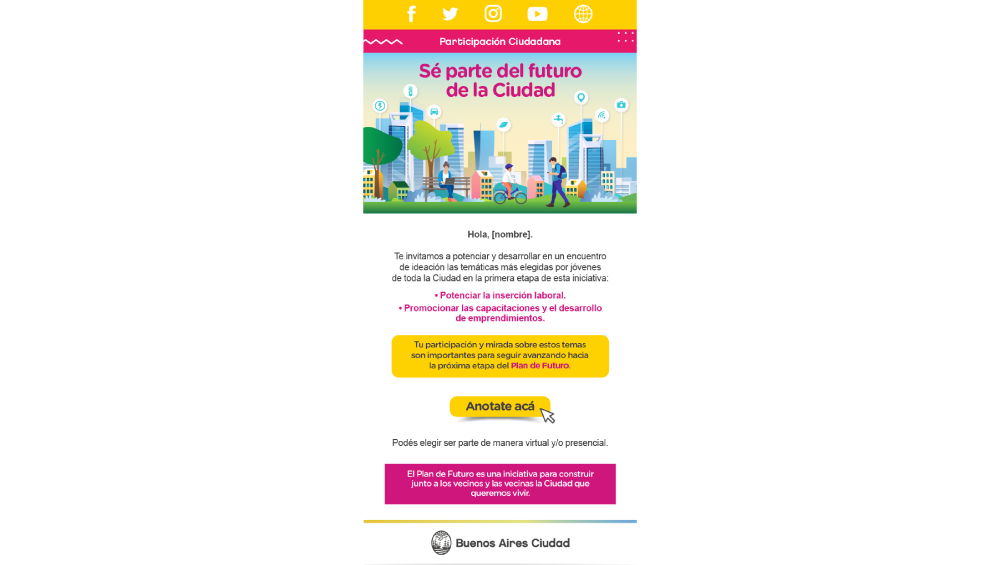 Participación Ciudadana
Sé parte del futuro
de la Ciudad
Hola, [nombre].
Te invitamos a potenciar y desarrollar en un encuentro
de ideación las temáticas más elegidas por jóvenes
de toda la Ciudad en la primera etapa de esta iniciativa:
• Potenciar la inserción laboral.
• Promocionar las capacitaciones y el desarrollo
de emprendimientos.
Tu participación y mirada sobre estos temas
son importantes para seguir avanzando hacia
la próxima etapa del Plan de Futuro.
Anotate acá
Podés elegir ser parte de manera virtual y/o presencial.
El Plan de Futuro es una iniciativa para construir
junto a los vecinos y las vecinas la Ciudad que
queremos vivir.
Buenos Aires Ciudad